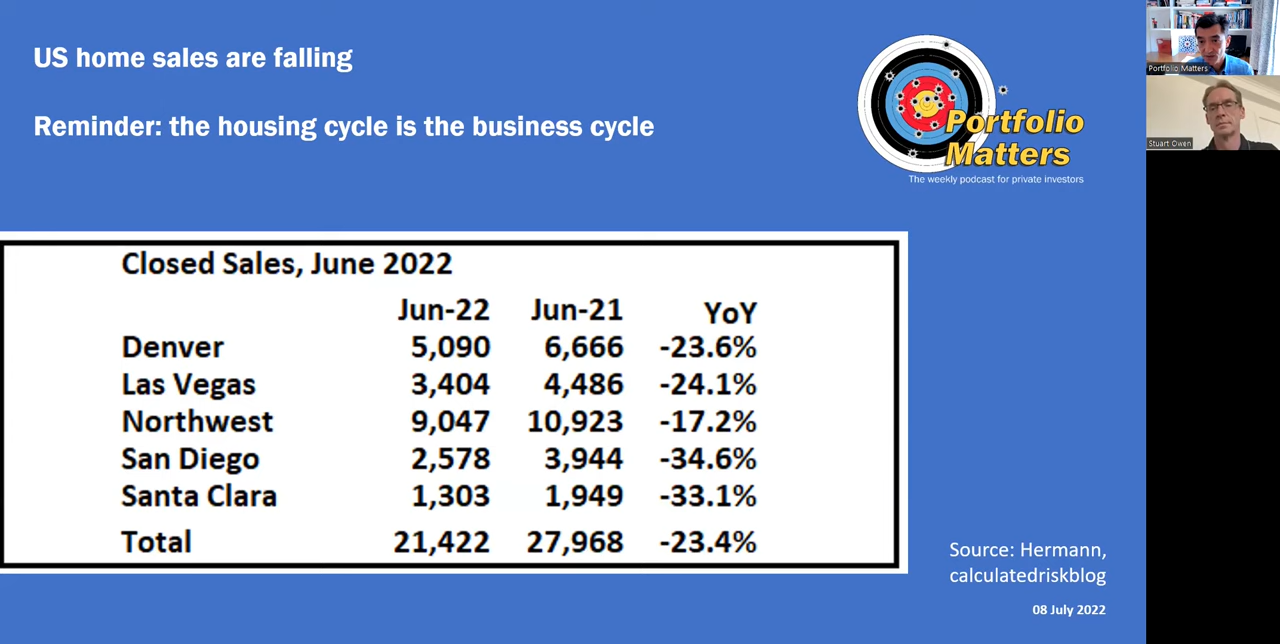 US home sales are falling
Reminder: the housing cycle is the business cycle
Portfolio
Matters
The weekly podcast for private investors
Portfolio Matters
Stuart Owen
Closed Sales, June 2022
Jun-22 Jun-21 YoY
Denver 5,090 6,666 -23.6%
Las Vegas 3,404 4,486 -24.1%
Northwest 9,047 10,923 -17.2%
San Diego 2,578 3,944 -34.6%
Santa Clara 1,303 1,949 -33.1%
Total 21,422 27,968 -23.4%
Source: Hermann,
calculatedriskblog
08 July 2022